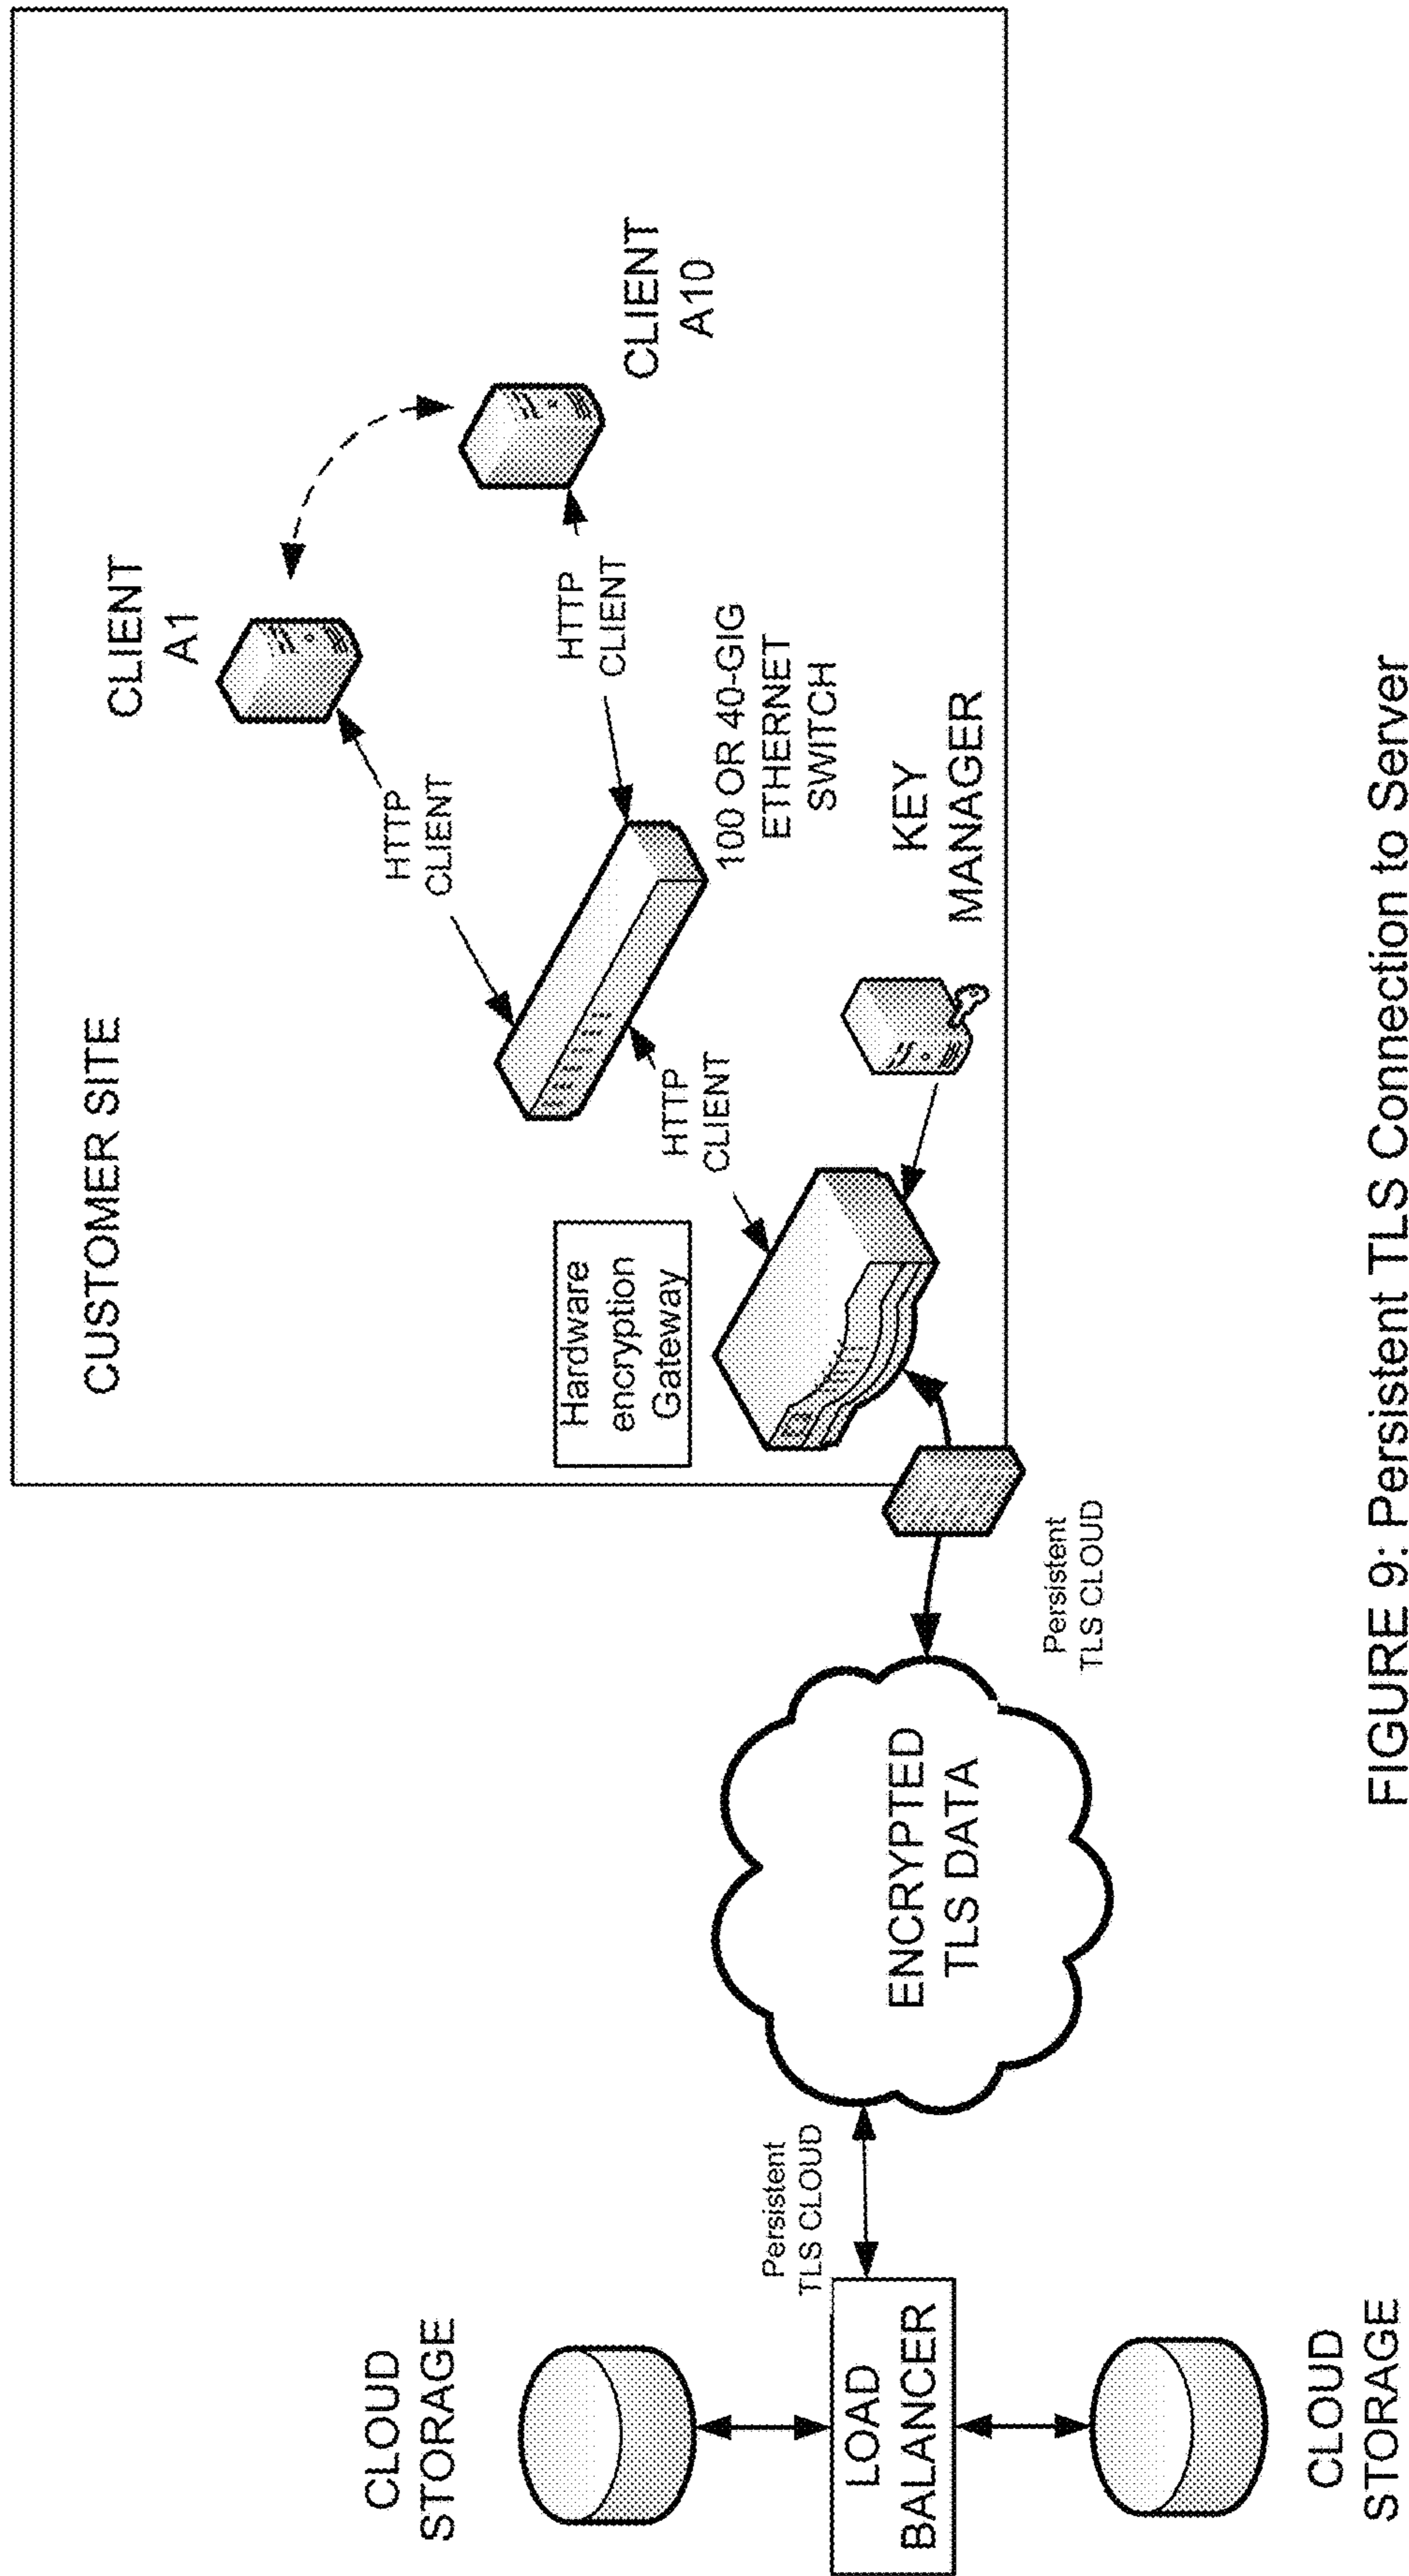 CLOUD
STORAGE
LOAD
BALANCER
CLOUD
STORAGE
Persistent
TLS CLOUD
ENCRYPTED
TLS DATA
Persistent
TLS CLOUD
CUSTOMER SITE
Hardware
encryption
Gateway
HTTP
CLIENT
KEY
MANAGER
100 OR 40-GIG
ETHERNET
SWITCH
HTTP
CLIENT
HTTP
CLIENT
CLIENT
A1
CLIENT
A10
FIGURE 9: Persistent TLS Connection to Server